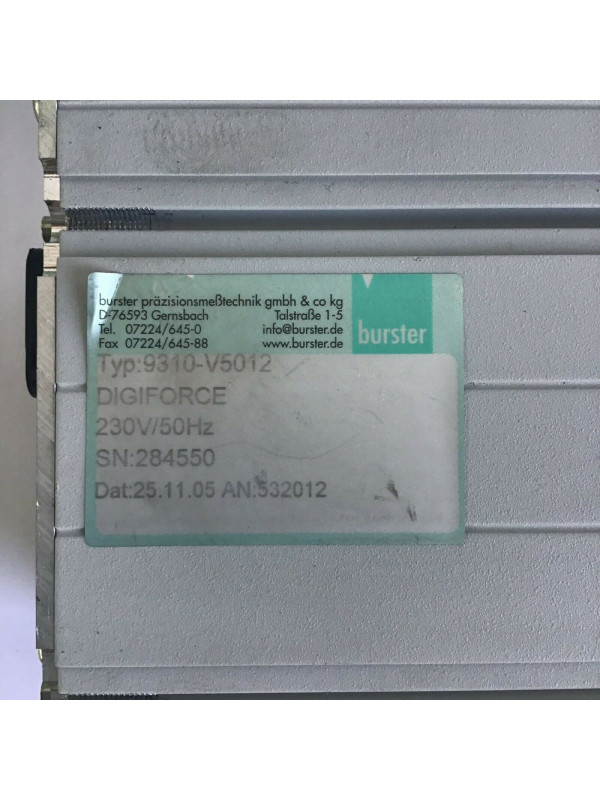 burster präzisionsmeßtechnik gmbh & co kg
D-76593 Gernsbach Talstraße 1-5
Tel. 07224/645-0 info@burster.de
Fax 07224/645-88 www.burster.de
burster
Typ:9310-V5012
DIGIFORCE
230V/50Hz
SN:284550
Dat:25.11.05 AN:532012